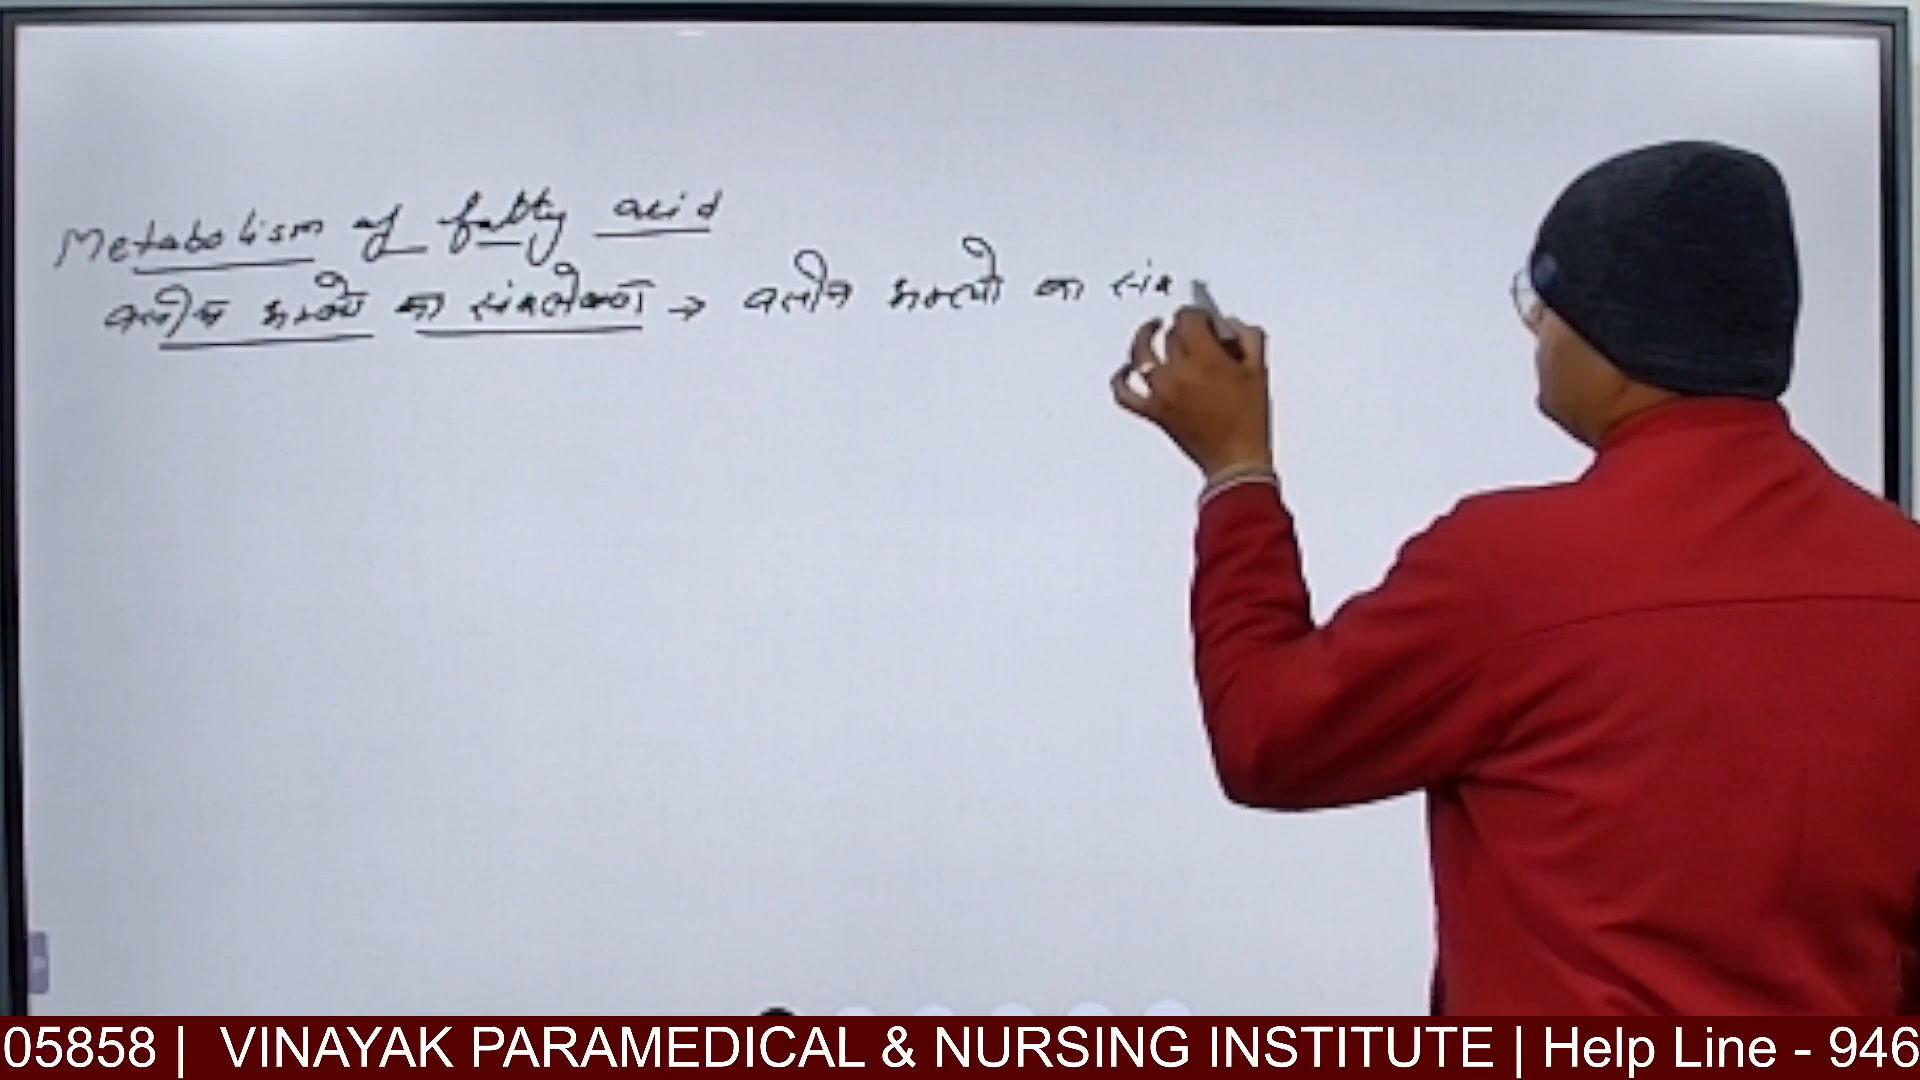 Metabolism of fatty acid
वसीय अम्लो का संश्लेषण → वसीय अम्लो का संश
05858 | VINAYAK PARAMEDICAL & NURSING INSTITUTE | Help Line - 946